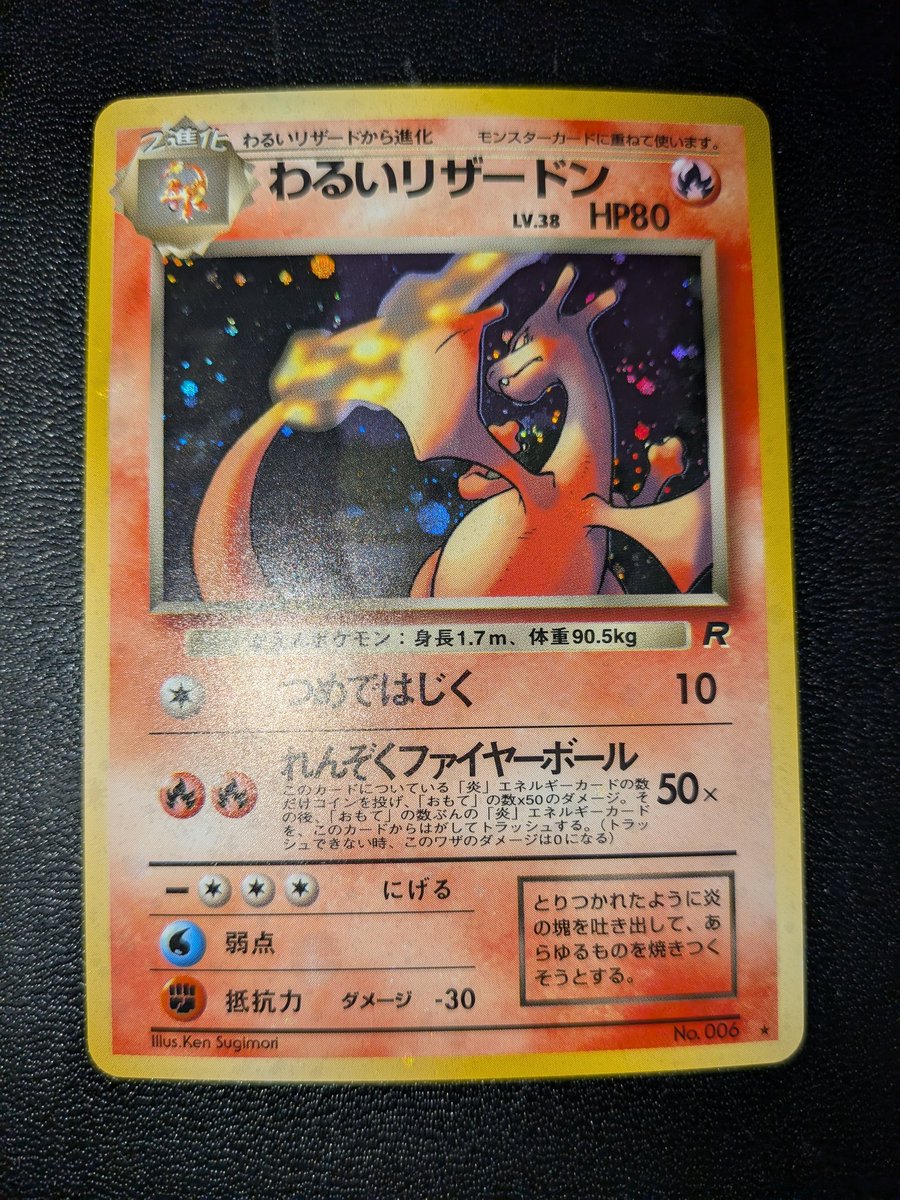 2進化 わるいリザードから進化 モンスターカードに重ねて使います。
わるいリザードン
LV.38 HP80
ポケモン：身長1.7m、体重90.5kg R
つめではじく 10
れんぞくファイヤーボール 50×
このカードについている「炎」エネルギーカードの数
だけコインを投げ、「おもて」の数×50のダメージ。そ
の後、「おもて」の数ぶんの「炎」エネルギーカード
を、このカードからはがしてトラッシュする。（トラッ
シュできない時、このワザのダメージは0になる）
− にげる
弱点
抵抗力 ダメージ -30
とりつかれたように炎
の塊を吐き出して、あ
らゆるものを焼きつく
そうとする。
Illus.Ken Sugimori No. 006 ★